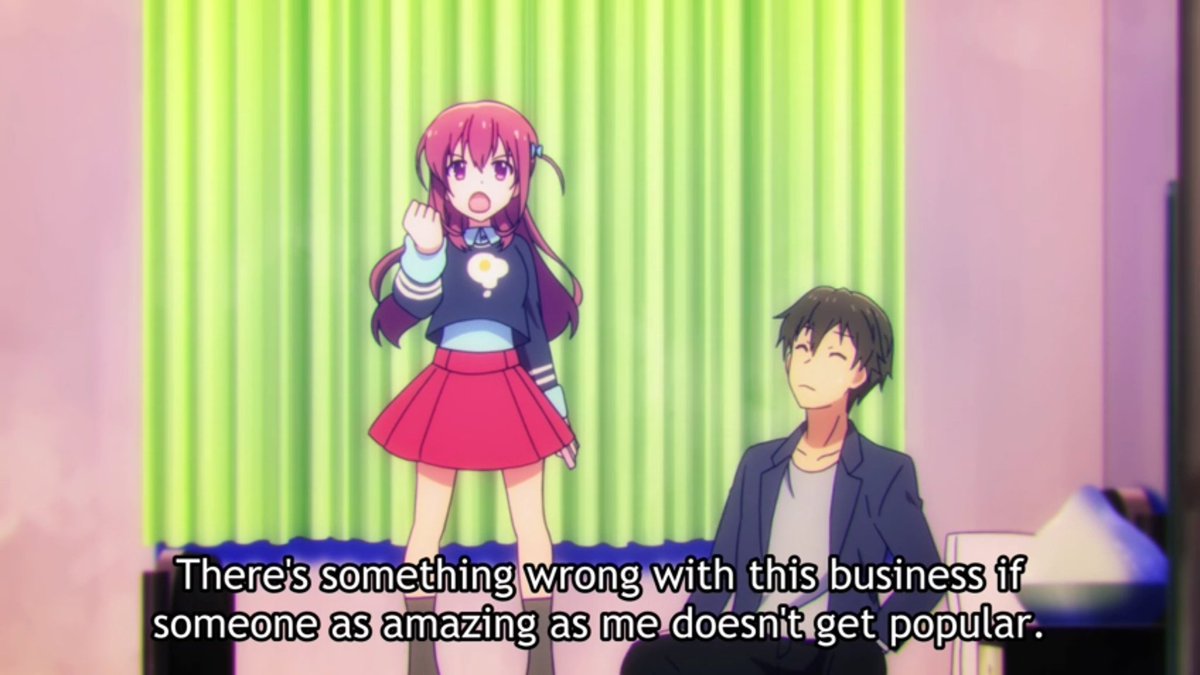 There's something wrong with this business if
someone as amazing as me doesn't get popular.